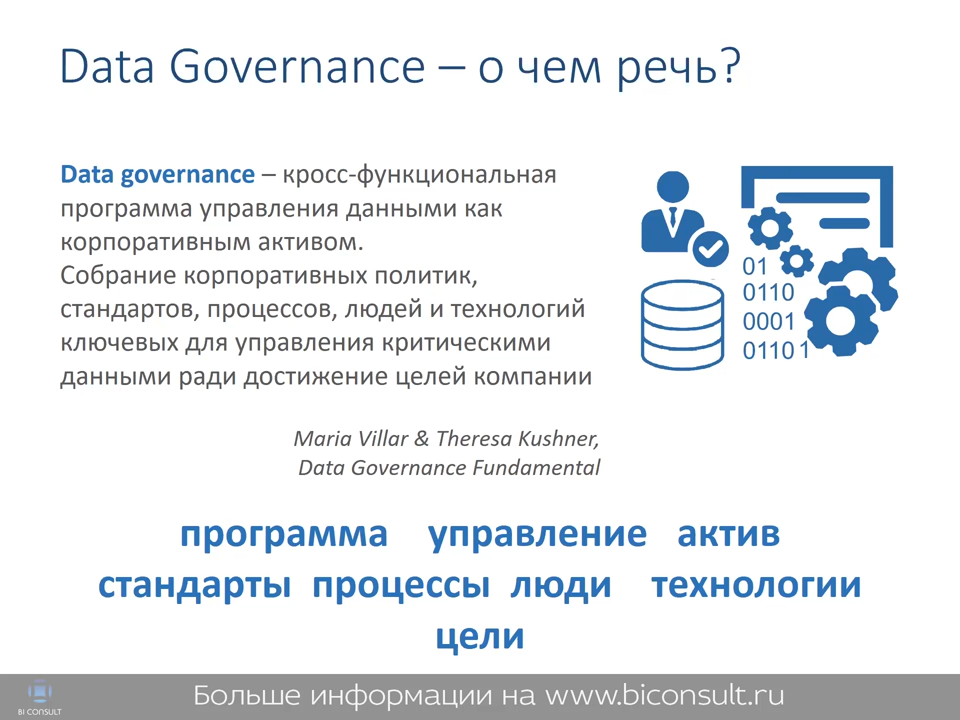 Data Governance – о чем речь?
Data governance – кросс-функциональная
программа управления данными как
корпоративным активом.
Собрание корпоративных политик,
стандартов, процессов, людей и технологий
ключевых для управления критическими
данными ради достижение целей компании
01
0110
0001
01101
Maria Villar & Theresa Kushner,
Data Governance Fundamental
программа управление актив
стандарты процессы люди технологии
цели
BI CONSULT
Больше информации на www.biconsult.ru